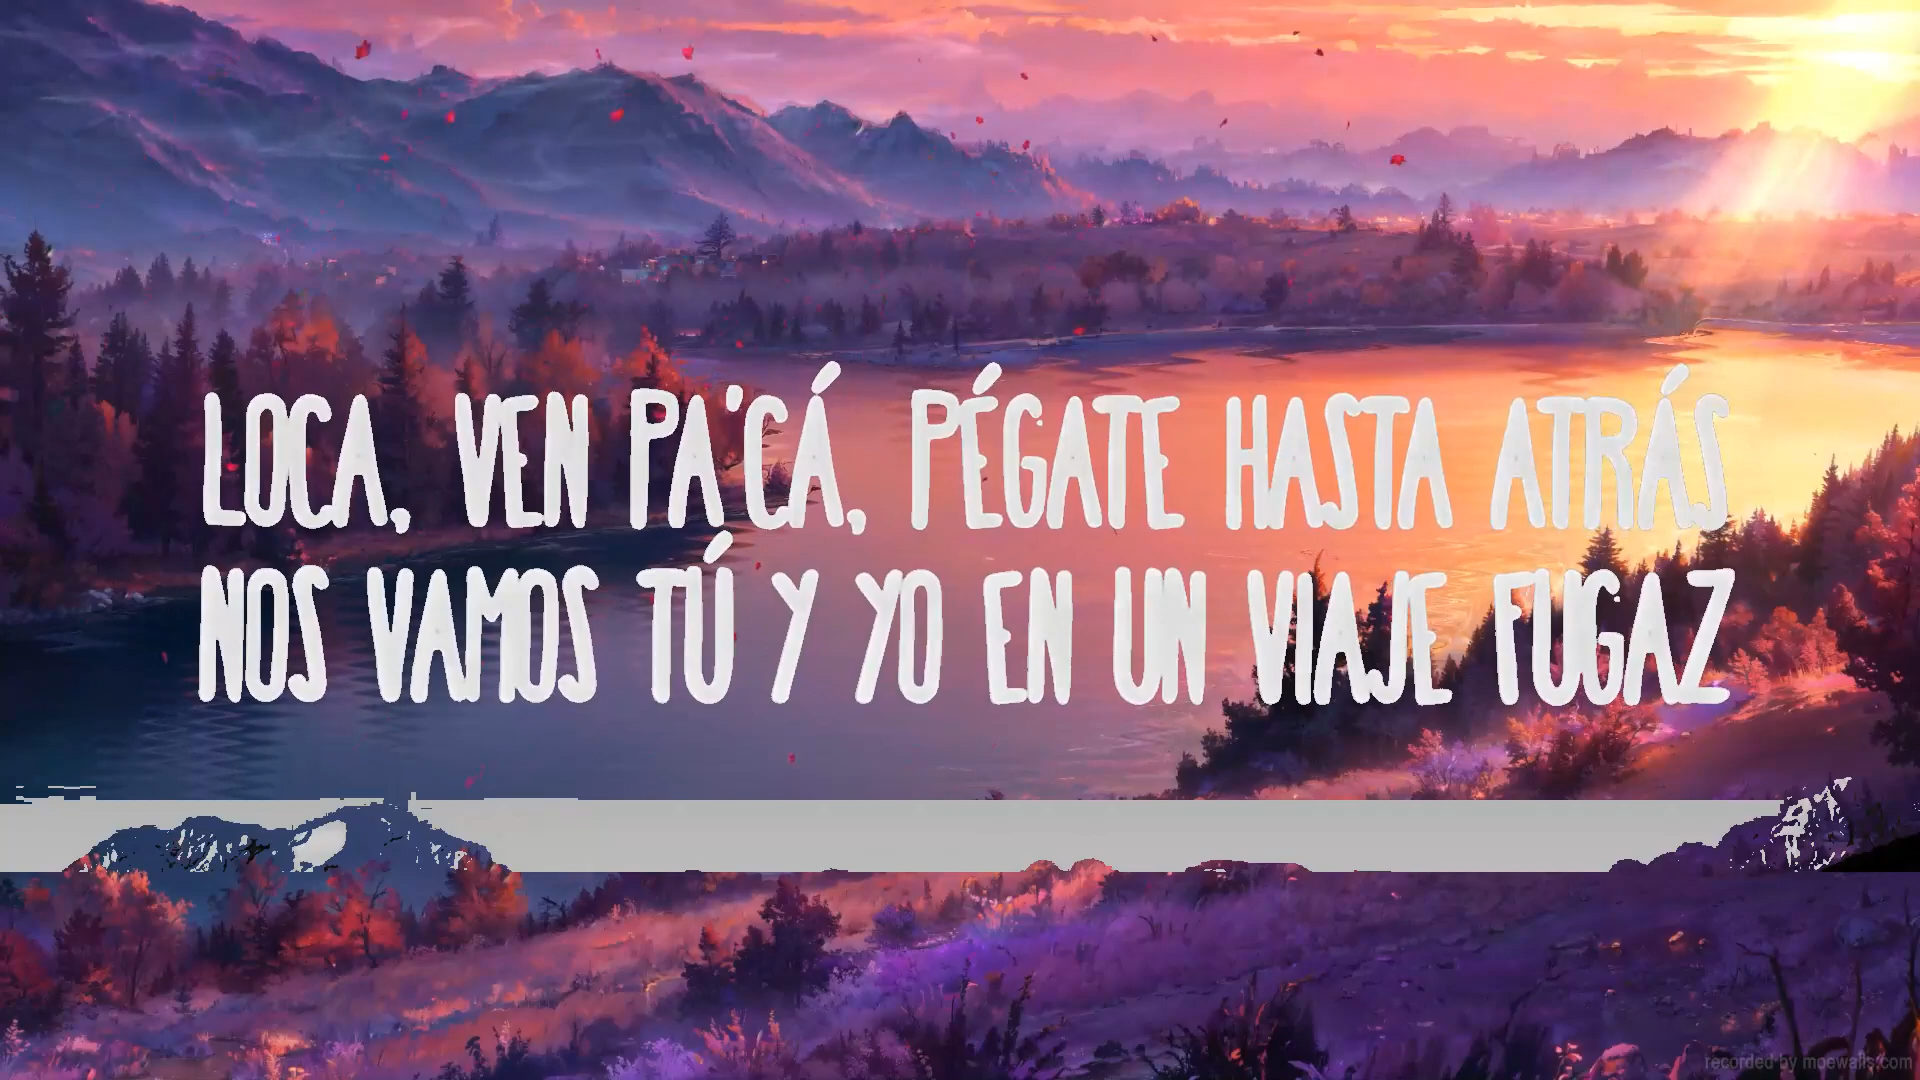 LOCA, VEN PA'CÁ, PÉGATE HASTA ATRÁS
NOS VAMOS TÚ Y YO EN UN VIAJE FUGAZ
recorded by moewalls.com